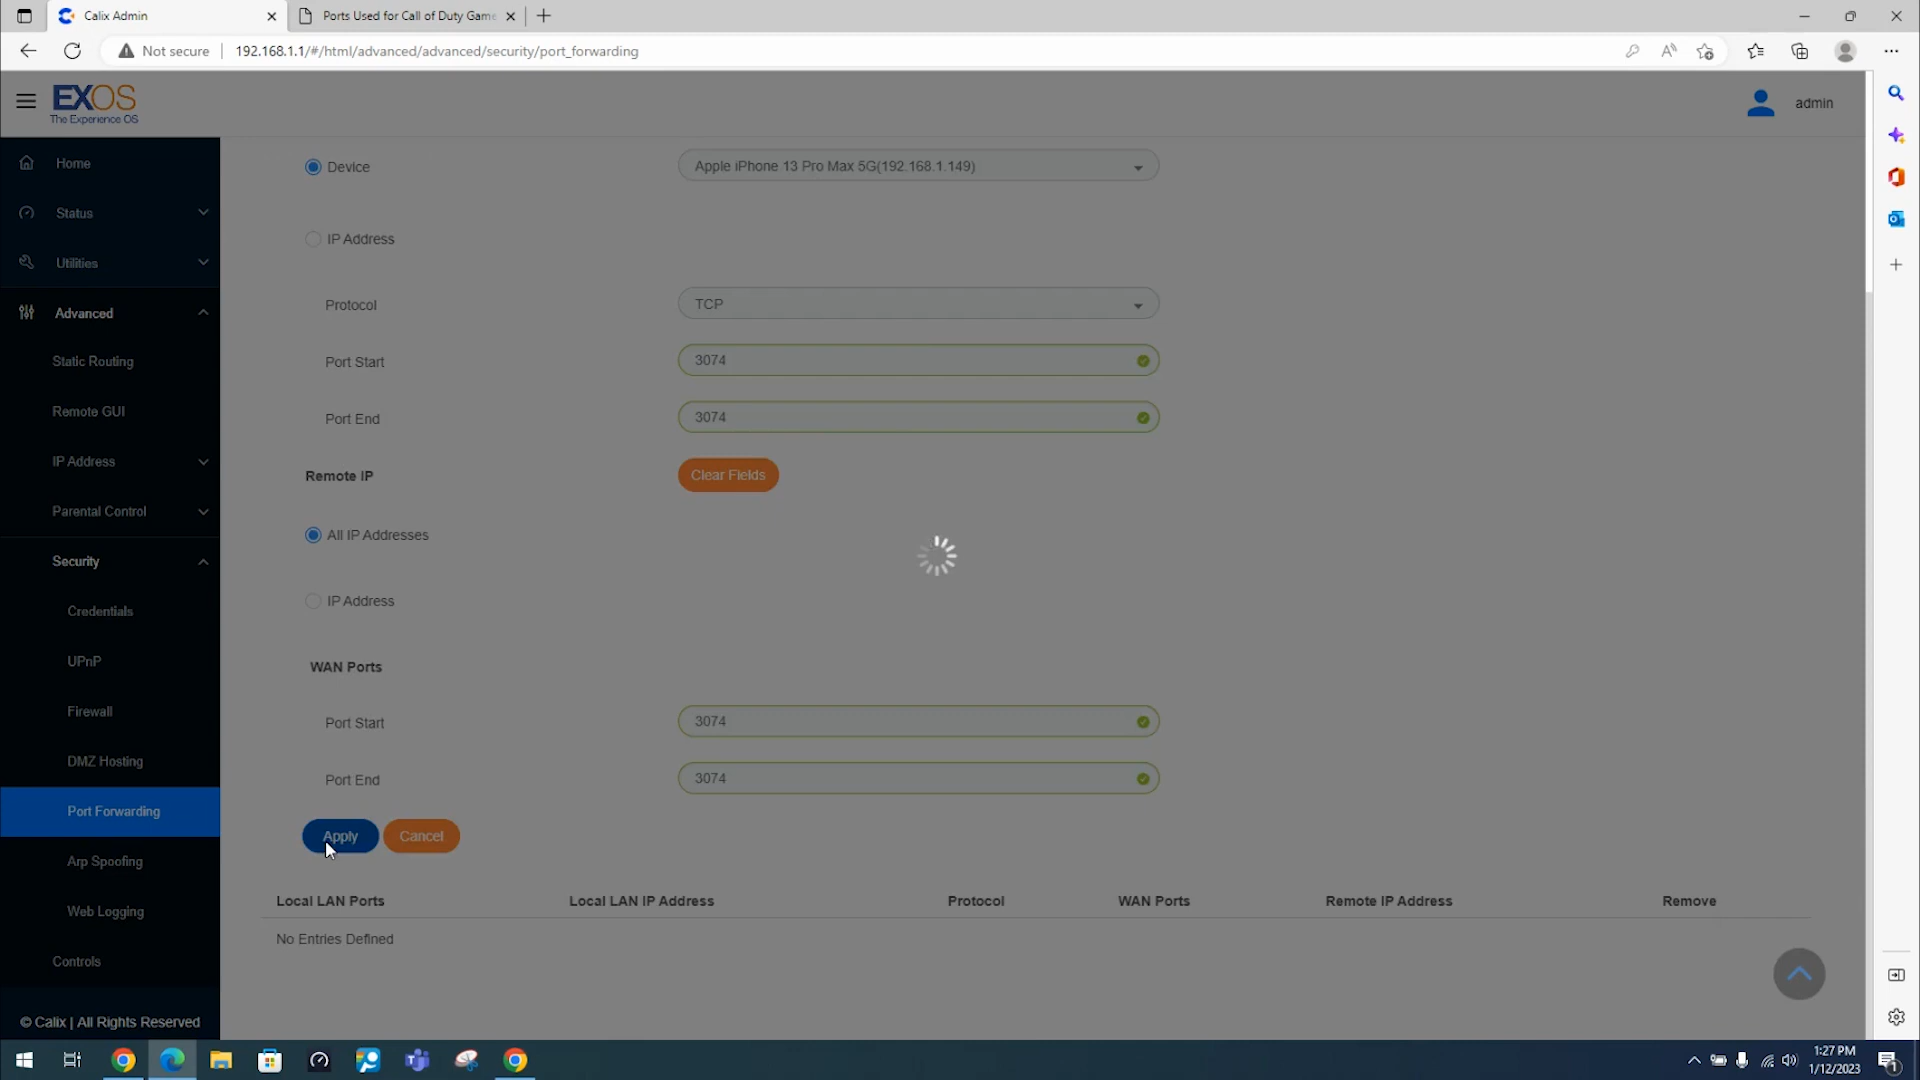 Calix Admin
Ports Used for Call of Duty Game
Not secure
192.168.1.1/#/html/advanced/advanced/security/port_forwarding
EXOS
The Experience OS
admin
Home
Status
Utilities
Advanced
Static Routing
Remote GUI
IP Address
Parental Control
Security
Credentials
UPnP
Firewall
DMZ Hosting
Port Forwarding
Arp Spoofing
Web Logging
Controls
© Calix | All Rights Reserved
Device
Apple iPhone 13 Pro Max 5G(192.168.1.149)
IP Address
Protocol
TCP
Port Start
3074
Port End
3074
Remote IP
Clear Fields
All IP Addresses
IP Address
WAN Ports
Port Start
3074
Port End
3074
Apply
Cancel
Local LAN Ports
Local LAN IP Address
Protocol
WAN Ports
Remote IP Address
Remove
No Entries Defined
1:27 PM
1/12/2023
1